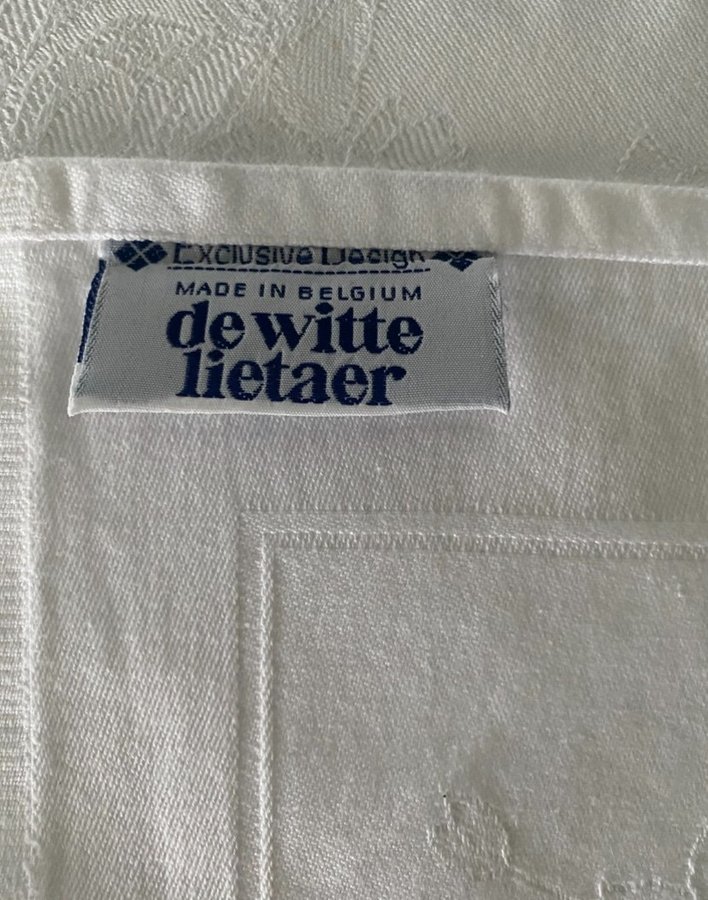 Exclusive Design
MADE IN BELGIUM
de witte
lietaer